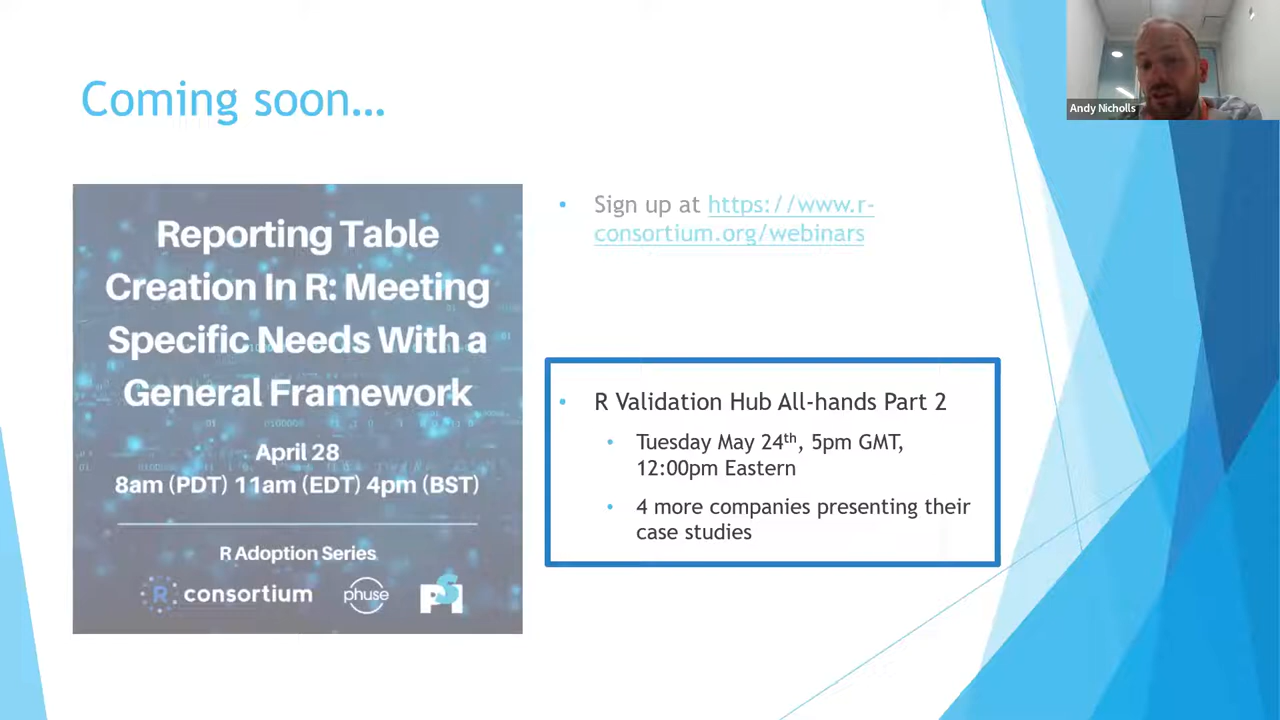 Coming soon…
Andy Nicholls
Reporting Table
Creation In R: Meeting
Specific Needs With a
General Framework
April 28
8am (PDT) 11am (EDT) 4pm (BST)
R Adoption Series
R consortium
phuse
PSI
• Sign up at https://www.r-
consortium.org/webinars
• R Validation Hub All-hands Part 2
• Tuesday May 24th, 5pm GMT,
12:00pm Eastern
• 4 more companies presenting their
case studies